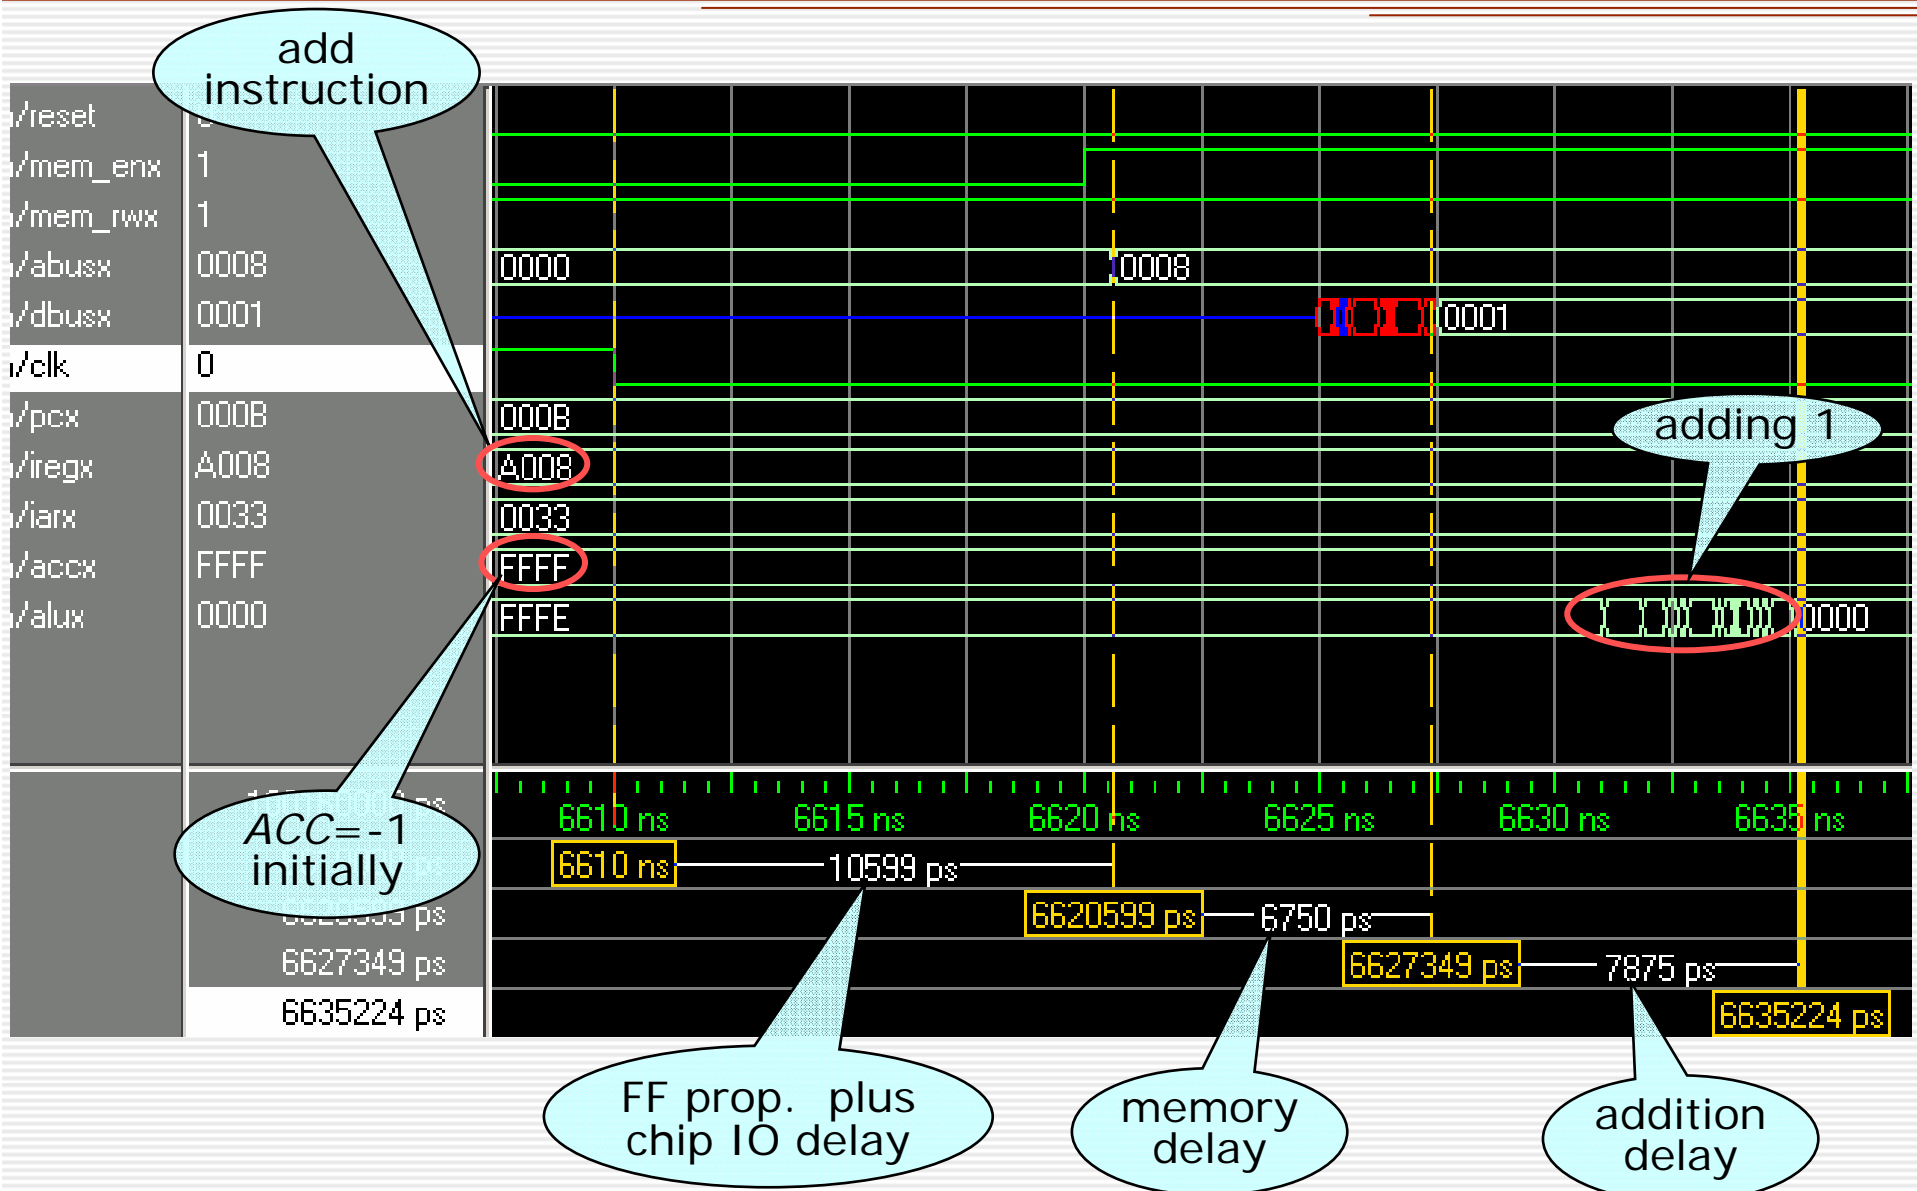 add
instruction
/reset
/mem_enx 1
/mem_rwx 1
/abusx 0008 0000 0008
/dbusx 0001 0001
/clk 0
/pcx 000B 000B
adding 1
/iregx A008 A008
/iarx 0033 0033
/accx FFFF FFFF
/alux 0000 FFFE 0000
ps
6610 ns 6615 ns 6620 ns 6625 ns 6630 ns 6635 ns
ACC=-1
initially
ps
6610 ns 10599 ps
ps
6620599 ps 6750 ps
6627349 ps
6627349 ps 7875 ps
6635224 ps
6635224 ps
FF prop. plus
chip IO delay
memory
delay
addition
delay